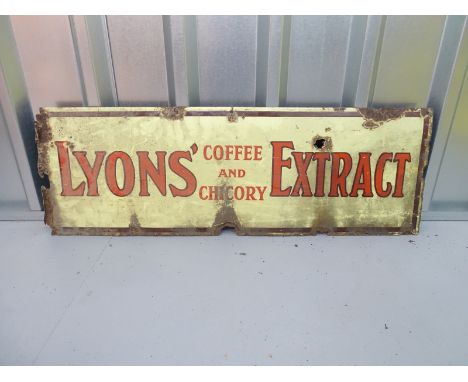 LYONS' COFFEE AND CHICORY EXTRACT